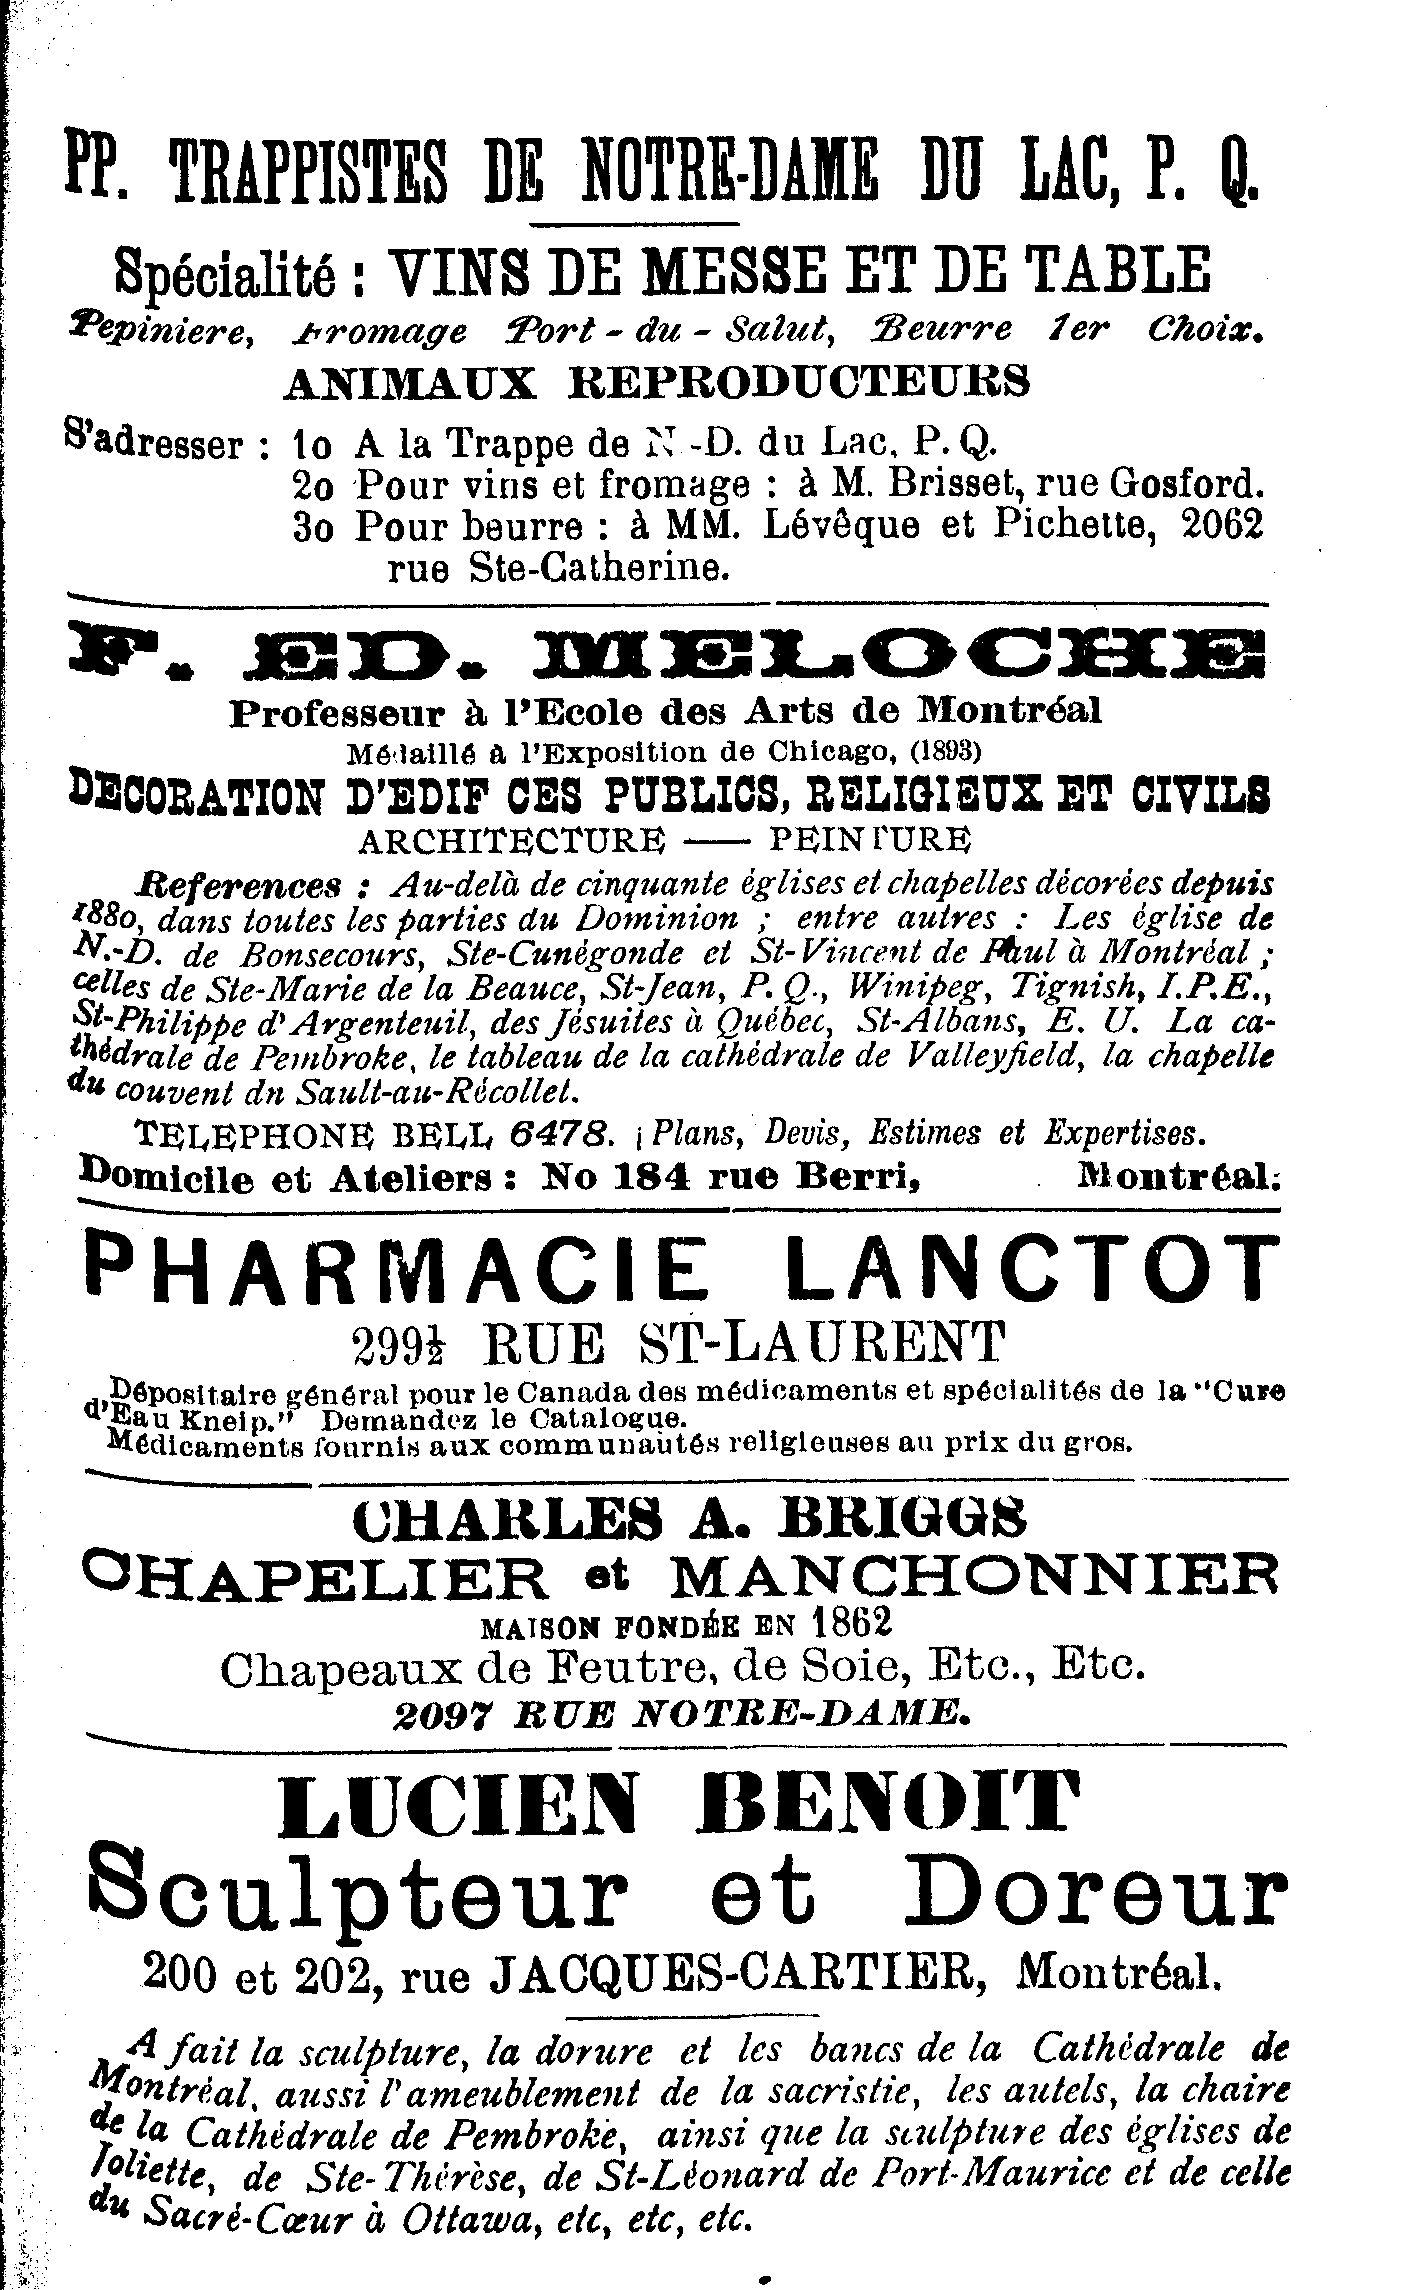 PP. TRAPPISTES DE NOTRE-DAME DU LAC, P. Q.
Spécialité : VINS DE MESSE ET DE TABLE
Pepiniere, Fromage Port-du-Salut, Beurre 1er Choix.
ANIMAUX REPRODUCTEURS
S'adresser : 1o A la Trappe de N.-D. du Lac, P. Q.
2o Pour vins et fromage : à M. Brisset, rue Gosford.
3o Pour beurre : à MM. Lévêque et Pichette, 2062
rue Ste-Catherine.
F. ED. MELOCHE
Professeur à l'Ecole des Arts de Montréal
Médaillé à l'Exposition de Chicago, (1893)
DECORATION D'EDIF CES PUBLICS, RELIGIEUX ET CIVILS
ARCHITECTURE — PEINTURE
References : Au-delà de cinquante églises et chapelles décorées depuis
1880, dans toutes les parties du Dominion ; entre autres : Les église de
N.-D. de Bonsecours, Ste-Cunégonde et St-Vincent de Paul à Montréal ;
celles de Ste-Marie de la Beauce, St-Jean, P. Q., Winipeg, Tignish, I.P.E.,
St-Philippe d'Argenteuil, des Jésuites à Québec, St-Albans, E. U. La ca-
thédrale de Pembroke, le tableau de la cathédrale de Valleyfield, la chapelle
du couvent dn Sault-au-Récollet.
TELEPHONE BELL 6478. ¡ Plans, Devis, Estimes et Expertises.
Domicile et Ateliers : No 184 rue Berri, Montréal.
PHARMACIE LANCTOT
299½ RUE ST-LAURENT
Dépositaire général pour le Canada des médicaments et spécialités de la "Cure
d'Eau Kneip." Demandez le Catalogue.
Médicaments fournis aux communautés religieuses au prix du gros.
CHARLES A. BRIGGS
CHAPELIER et MANCHONNIER
MAISON FONDÉE EN 1862
Chapeaux de Feutre, de Soie, Etc., Etc.
2097 RUE NOTRE-DAME.
LUCIEN BENOIT
Sculpteur et Doreur
200 et 202, rue JACQUES-CARTIER, Montréal.
A fait la sculpture, la dorure et les bancs de la Cathédrale de
Montréal, aussi l'ameublement de la sacristie, les autels, la chaire
de la Cathédrale de Pembroke, ainsi que la sculpture des églises de
Joliette, de Ste-Thérèse, de St-Léonard de Port-Maurice et de celle
du Sacré-Cœur à Ottawa, etc, etc, etc.